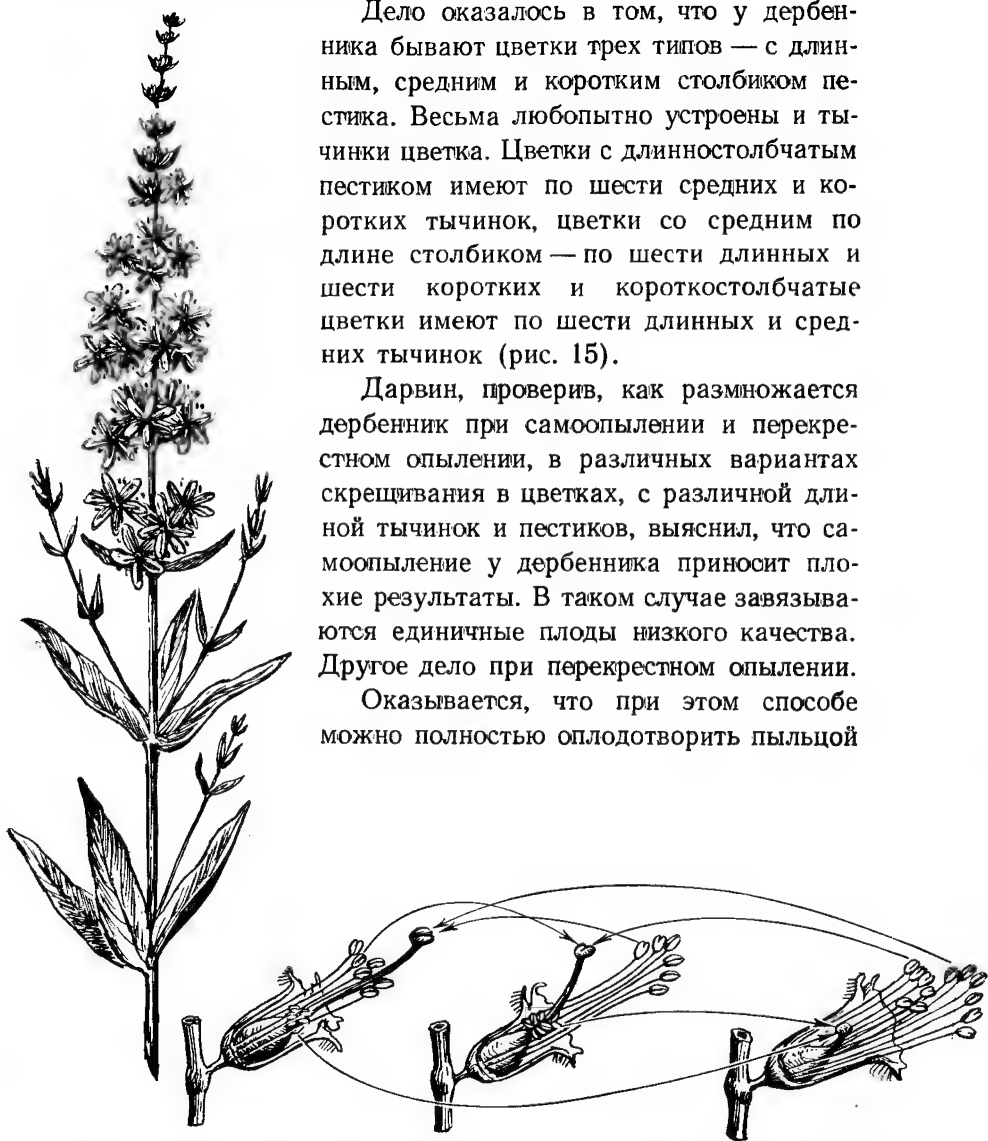 Дело оказалось в том, что у дербен-
ника бывают цветки трех типов — с длин-
ным, средним и коротким столбиком пе-
стика. Весьма любопытно устроены и ты-
чинки цветка. Цветки с длинностолбчатым
пестиком имеют по шести средних и ко-
ротких тычинок, цветки со средним по
длине столбиком — по шести длинных и
шести коротких и короткостолбчатые
цветки имеют по шести длинных и сред-
них тычинок (рис. 15).
Дарвин, проверив, как размножается
дербенник при самоопылении и перекре-
стном опылении, в различных вариантах
скрещивания в цветках, с различной дли-
ной тычинок и пестиков, выяснил, что са-
моопыление у дербенника приносит пло-
хие результаты. В таком случае завязыва-
ются единичные плоды низкого качества.
Другое дело при перекрестном опылении.
Оказывается, что при этом способе
можно полностью оплодотворить пыльцой